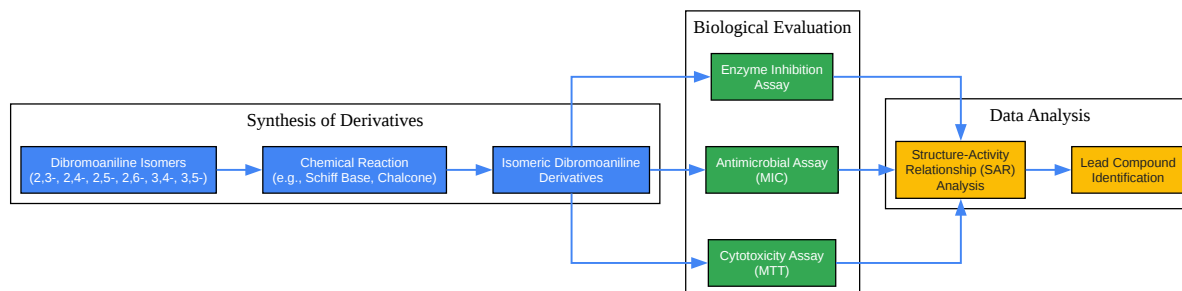 Synthesis of Derivatives
Dibromoaniline Isomers
(2,3-, 2,4-, 2,5-, 2,6-, 3,4-, 3,5-)
Chemical Reaction
(e.g., Schiff Base, Chalcone)
Isomeric Dibromoaniline
Derivatives
Biological Evaluation
Enzyme Inhibition
Assay
Antimicrobial Assay
(MIC)
Cytotoxicity Assay
(MTT)
Data Analysis
Structure-Activity
Relationship (SAR)
Analysis
Lead Compound
Identification